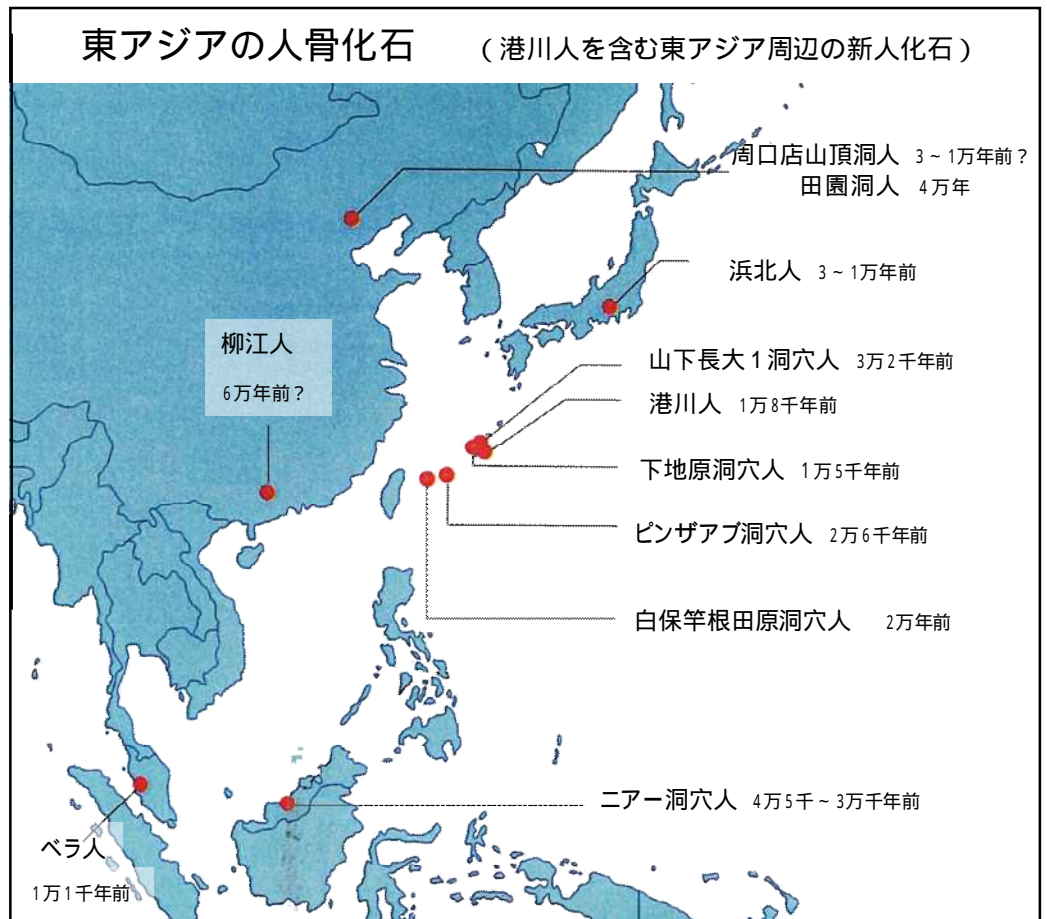 東アジアの人骨化石 (港川人を含む東アジア周辺の新人化石)
周口店山頂洞人 3~1万年前?
田園洞人 4万年
浜北人 3~1万年前
柳江人
6万年前?
山下長大1洞穴人 3万2千年前
港川人 1万8千年前
下地原洞穴人 1万5千年前
ピンザアブ洞穴人 2万6千年前
白保竿根田原洞穴人 2万年前
ニアー洞穴人 4万5千~3万千年前
ベラ人
1万1千年前